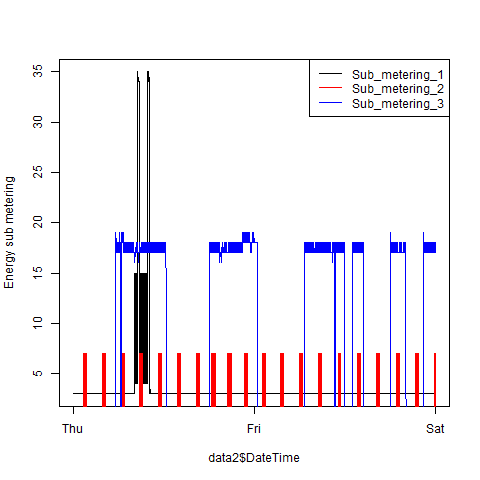 Sub_metering_1
Sub_metering_2
Sub_metering_3
Energy sub metering
35
30
25
20
15
10
5
Thu
Fri
Sat
data2$DateTime